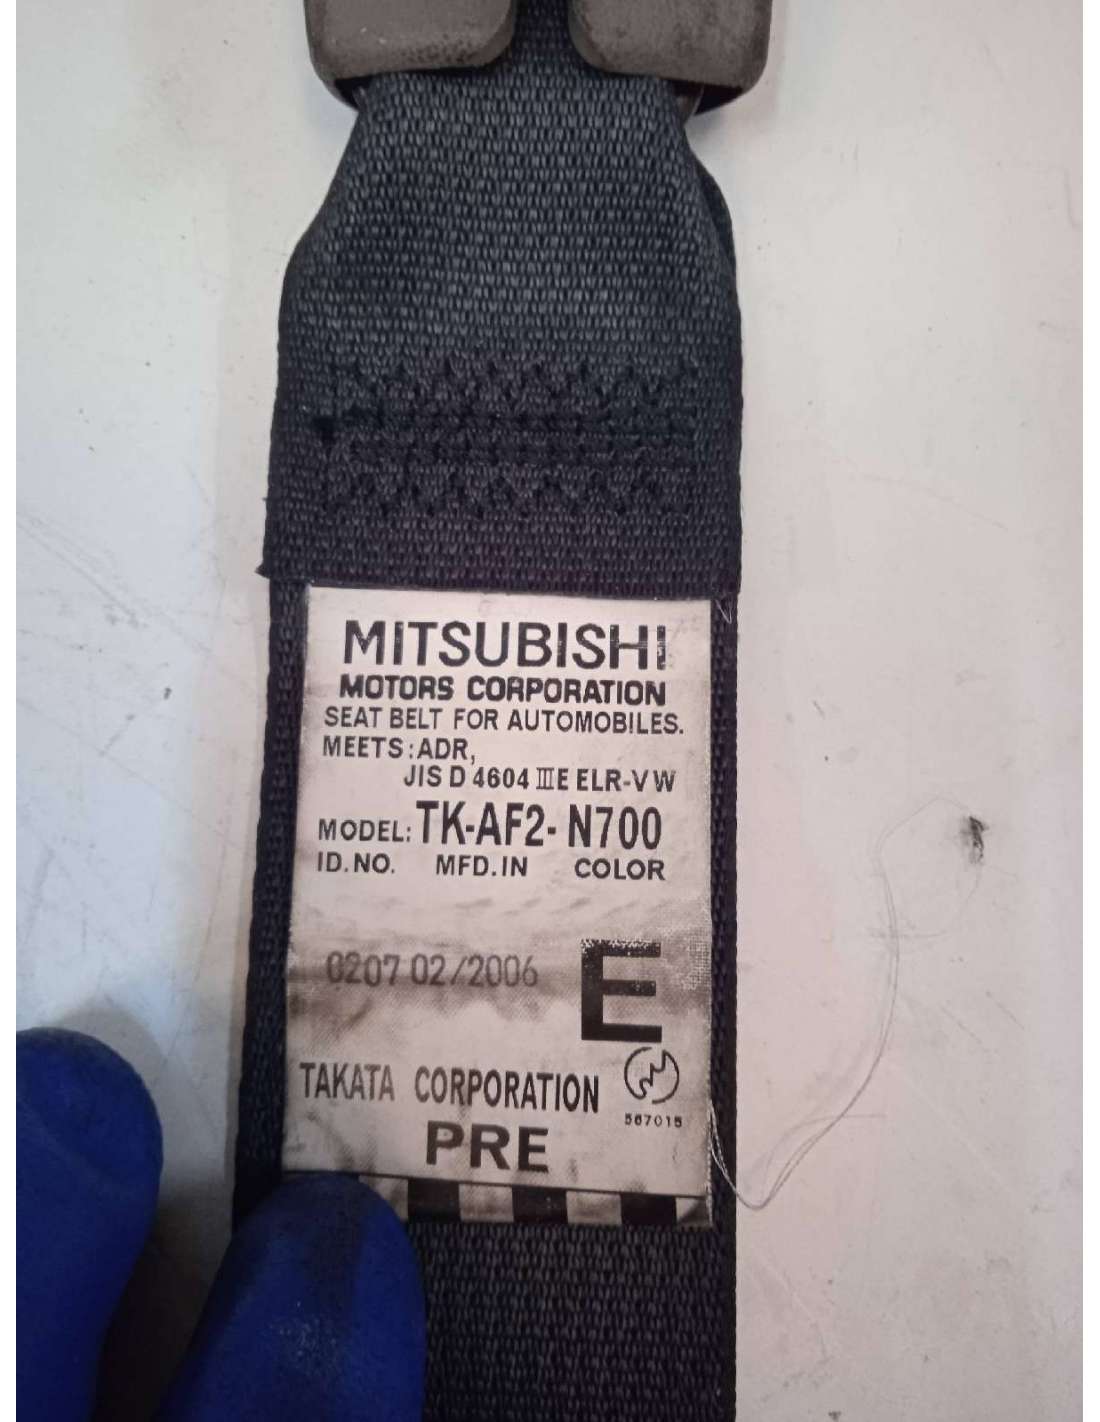 MITSUBISHI
MOTORS CORPORATION
SEAT BELT FOR AUTOMOBILES.
MEETS:ADR,
JIS D 4604 ⅢE ELR-VW
MODEL: TK-AF2-N700
ID.NO. MFD.IN COLOR
0207 02/2006 E
TAKATA CORPORATION
567015
PRE